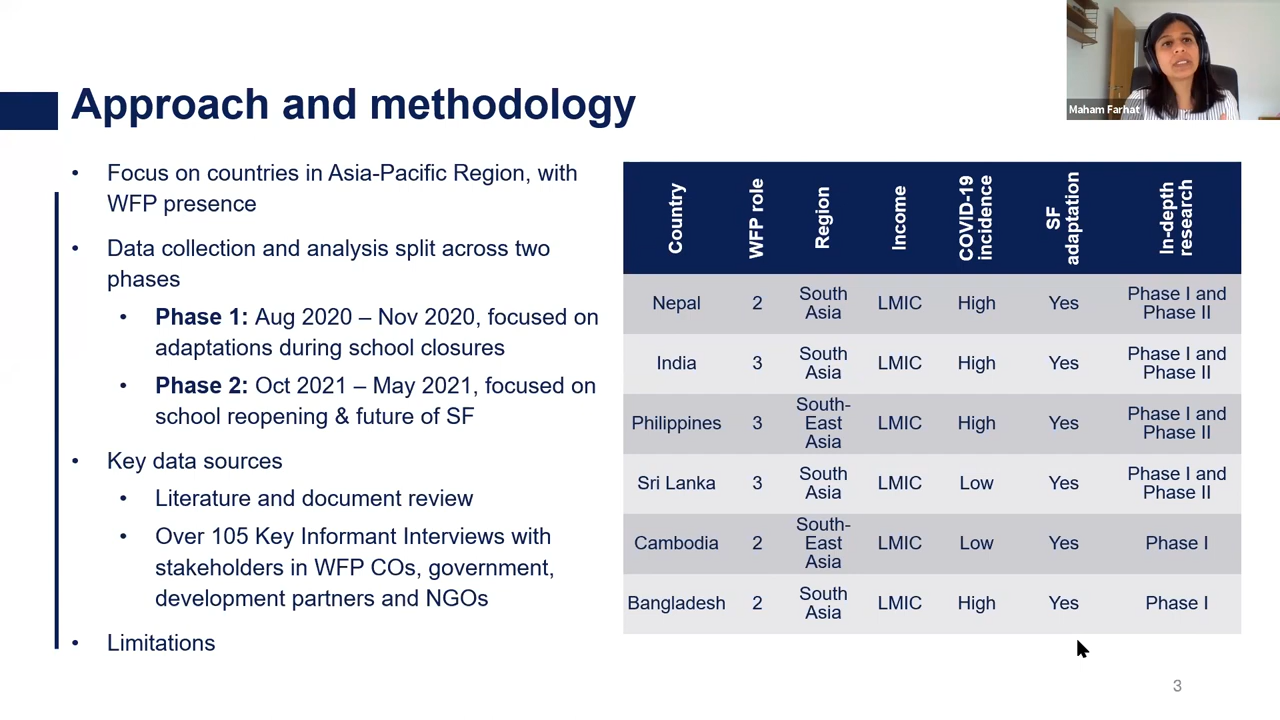 Maham Farhat
Approach and methodology
• Focus on countries in Asia-Pacific Region, with
WFP presence
• Data collection and analysis split across two
phases
• Phase 1: Aug 2020 – Nov 2020, focused on
adaptations during school closures
• Phase 2: Oct 2021 – May 2021, focused on
school reopening & future of SF
• Key data sources
• Literature and document review
• Over 105 Key Informant Interviews with
stakeholders in WFP COs, government,
development partners and NGOs
• Limitations
Country
WFP role
Region
Income
COVID-19
incidence
SF
adaptation
In-depth
research
Nepal 2 South
Asia LMIC High Yes Phase I and
Phase II
India 3 South
Asia LMIC High Yes Phase I and
Phase II
Philippines 3 South-
East
Asia LMIC High Yes Phase I and
Phase II
Sri Lanka 3 South
Asia LMIC Low Yes Phase I and
Phase II
Cambodia 2 South-
East
Asia LMIC Low Yes Phase I
Bangladesh 2 South
Asia LMIC High Yes Phase I
3